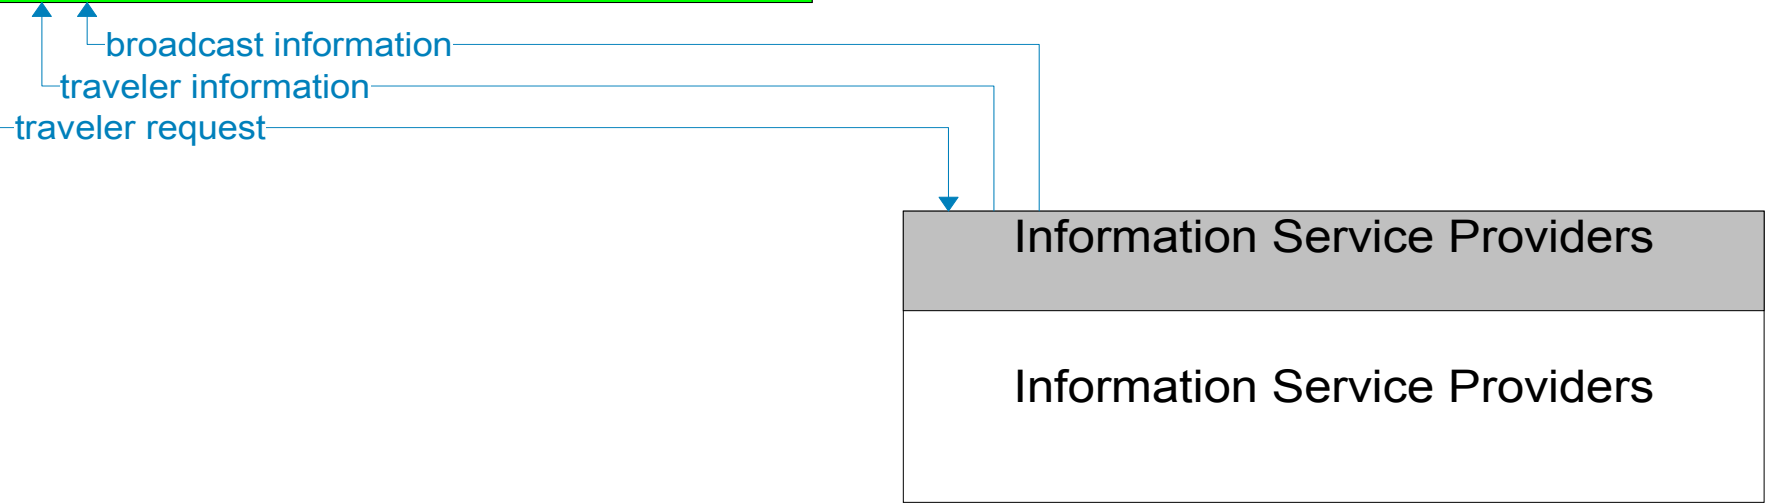 broadcast information
traveler information
traveler request
Information Service Providers
Information Service Providers